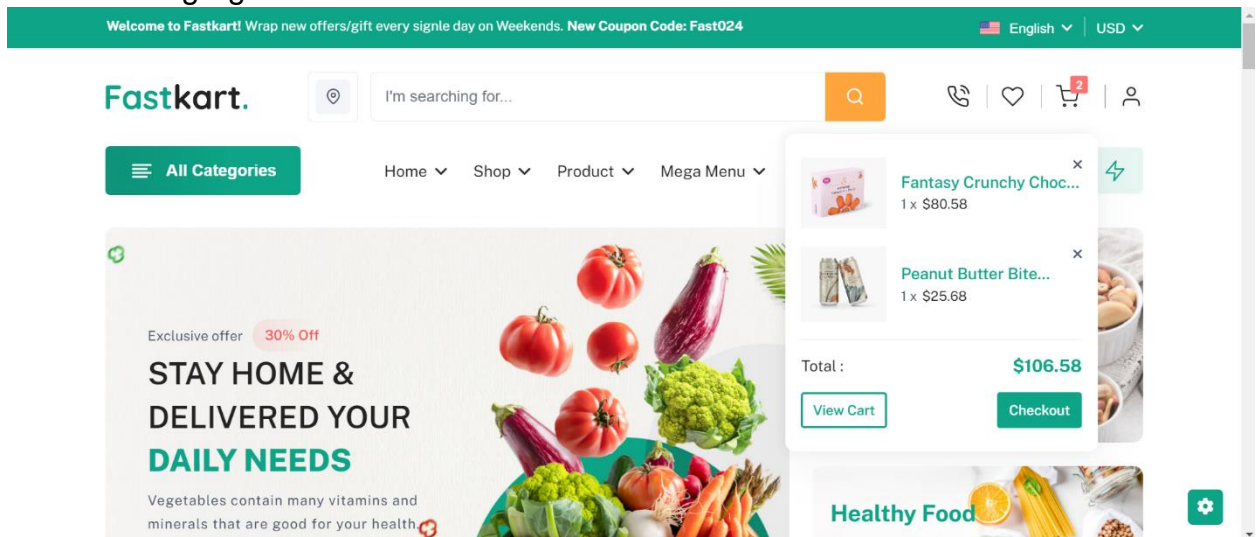 Welcome to Fastkart! Wrap new offers/gift every signle day on Weekends. New Coupon Code: Fast024
English
USD
Fastkart.
I'm searching for...
2
All Categories
Home
Shop
Product
Mega Menu
Fantasy Crunchy Choc...
1 x $80.58
Peanut Butter Bite...
1 x $25.68
Total :
$106.58
View Cart
Checkout
Exclusive offer 30% Off
STAY HOME &
DELIVERED YOUR
DAILY NEEDS
Vegetables contain many vitamins and
minerals that are good for your health.
Healthy Food